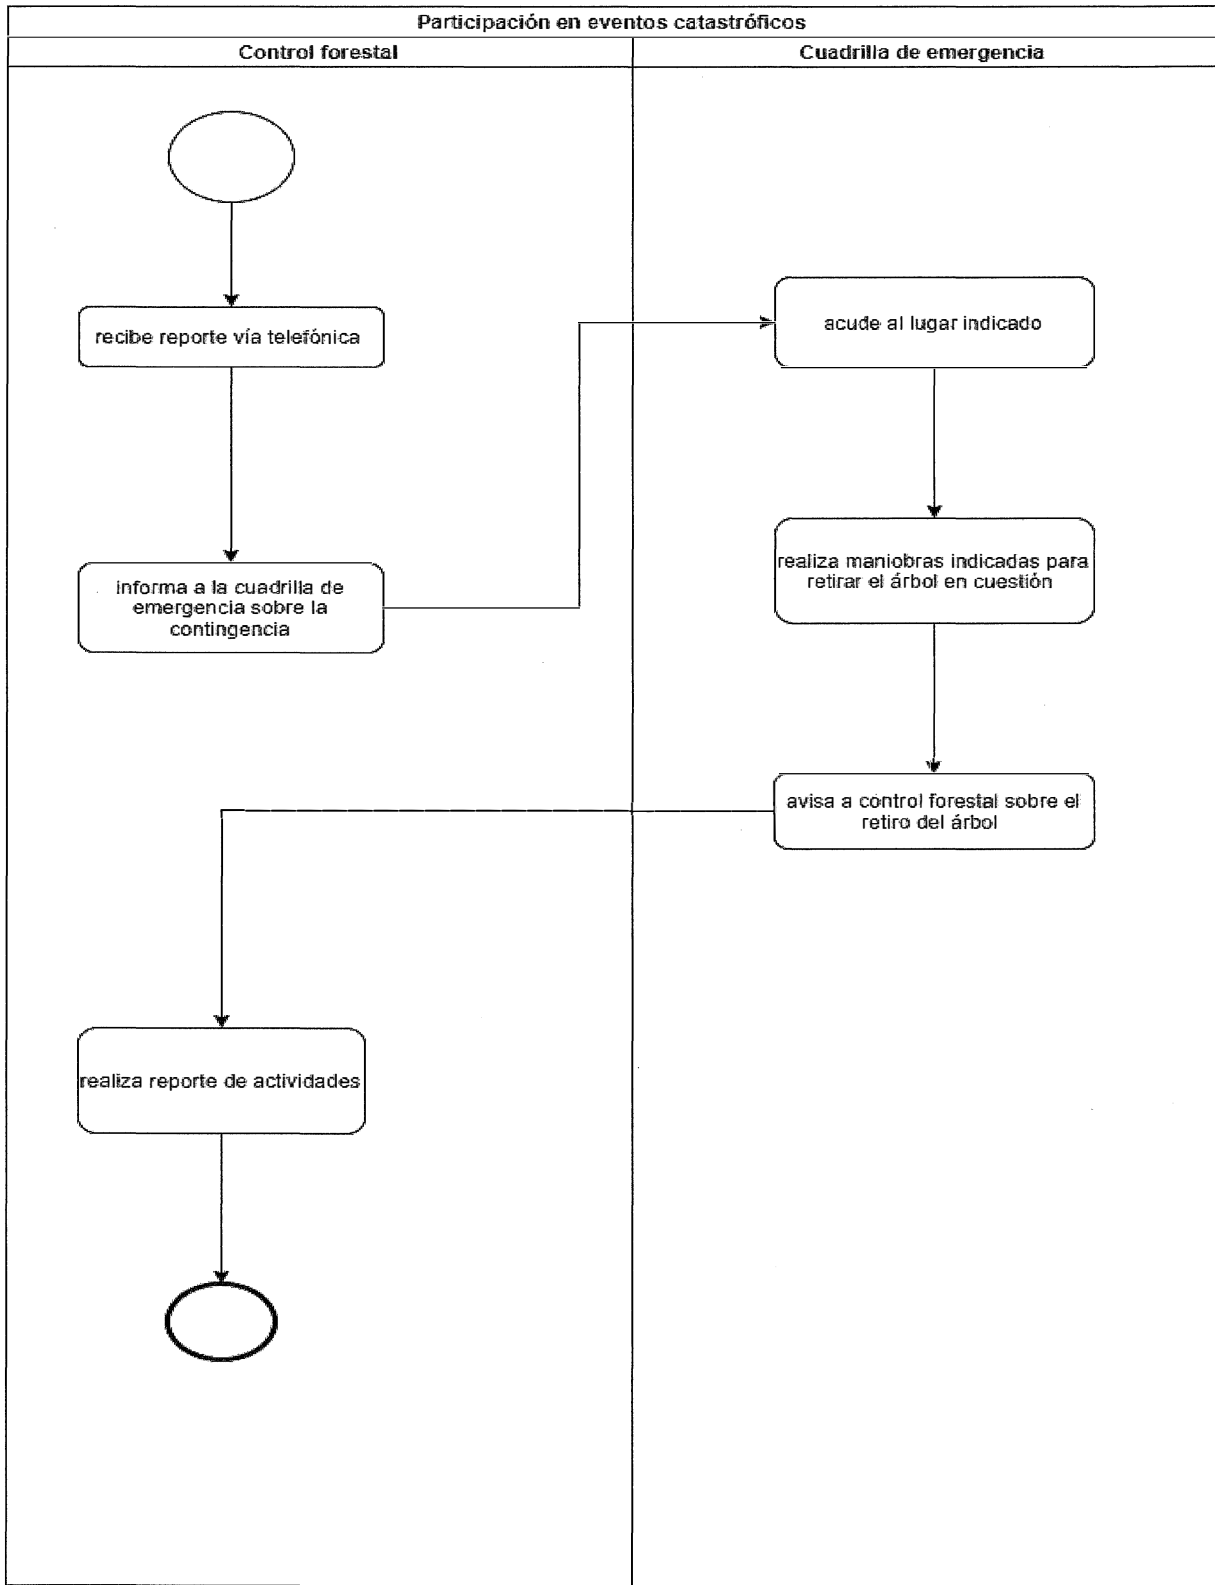 Participación en eventos catastróficos
Control forestal
Cuadrilla de emergencia
recibe reporte vía telefónica
informa a la cuadrilla de
emergencia sobre la
contingencia
acude al lugar indicado
realiza maniobras indicadas para
retirar el árbol en cuestión
avisa a control forestal sobre el
retiro del árbol
realiza reporte de actividades